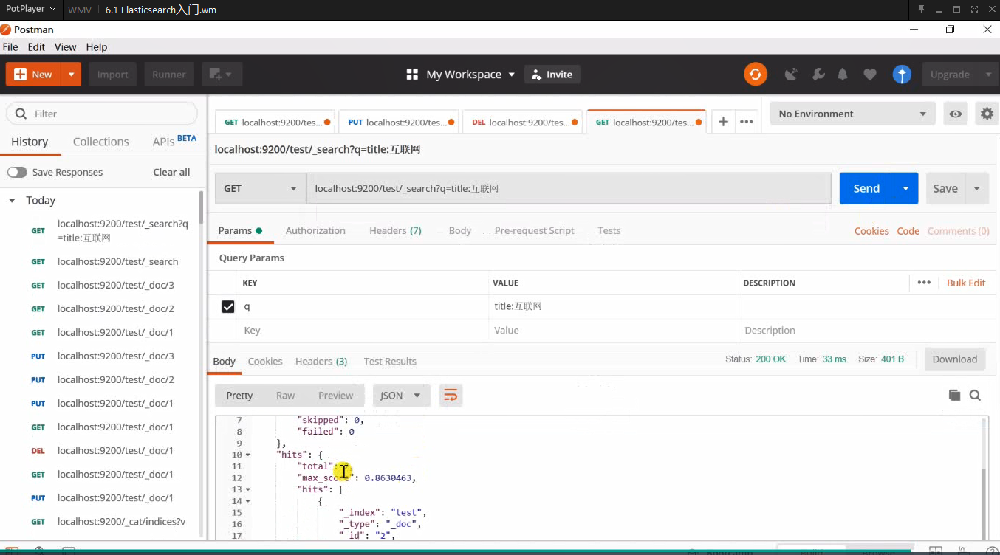 PotPlayer WMV 6.1 Elasticsearch入门.wm
Postman
File Edit View Help
New Import Runner My Workspace Invite Upgrade
Filter
History Collections APIs BETA
Save Responses Clear all
Today
GET localhost:9200/test/_search?q
=title:互联网
GET localhost:9200/test/_search
GET localhost:9200/test/_doc/3
GET localhost:9200/test/_doc/2
GET localhost:9200/test/_doc/1
PUT localhost:9200/test/_doc/3
PUT localhost:9200/test/_doc/2
PUT localhost:9200/test/_doc/1
GET localhost:9200/test/_doc/1
DEL localhost:9200/test/_doc/1
GET localhost:9200/test/_doc/1
PUT localhost:9200/test/_doc/1
GET localhost:9200/_cat/indices?v
GET localhost:9200/tes... PUT localhost:9200/tes... DEL localhost:9200/tes... GET localhost:9200/tes... No Environment
localhost:9200/test/_search?q=title:互联网
GET localhost:9200/test/_search?q=title:互联网 Send Save
Params Authorization Headers (7) Body Pre-request Script Tests Cookies Code Comments (0)
Query Params
KEY VALUE DESCRIPTION Bulk Edit
q title:互联网
Key Value Description
Body Cookies Headers (3) Test Results Status: 200 OK Time: 33 ms Size: 401 B Download
Pretty Raw Preview JSON
7 "skipped": 0,
8 "failed": 0
9 },
10 "hits": {
11 "total":
12 "max_score": 0.8630463,
13 "hits": [
14 {
15 "_index": "test",
16 "_type": "_doc",
17 "_id": "2",